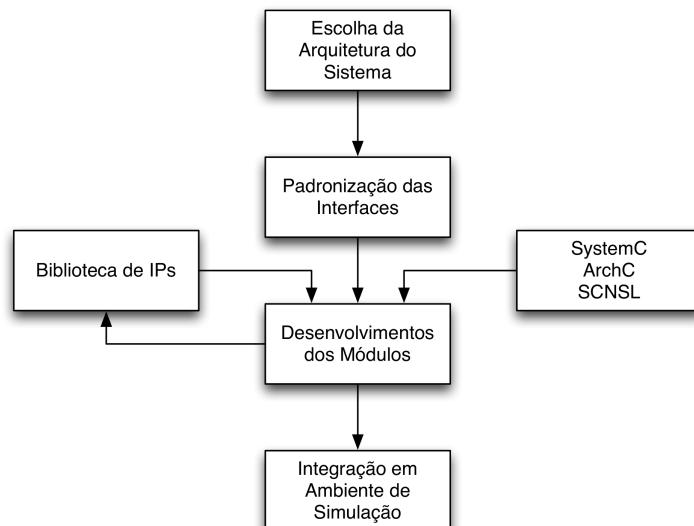 Escolha da
Arquitetura do
Sistema
Padronização das
Interfaces
Biblioteca de IPs
SystemC
ArchC
SCNSL
Desenvolvimentos
dos Módulos
Integração em
Ambiente de
Simulação